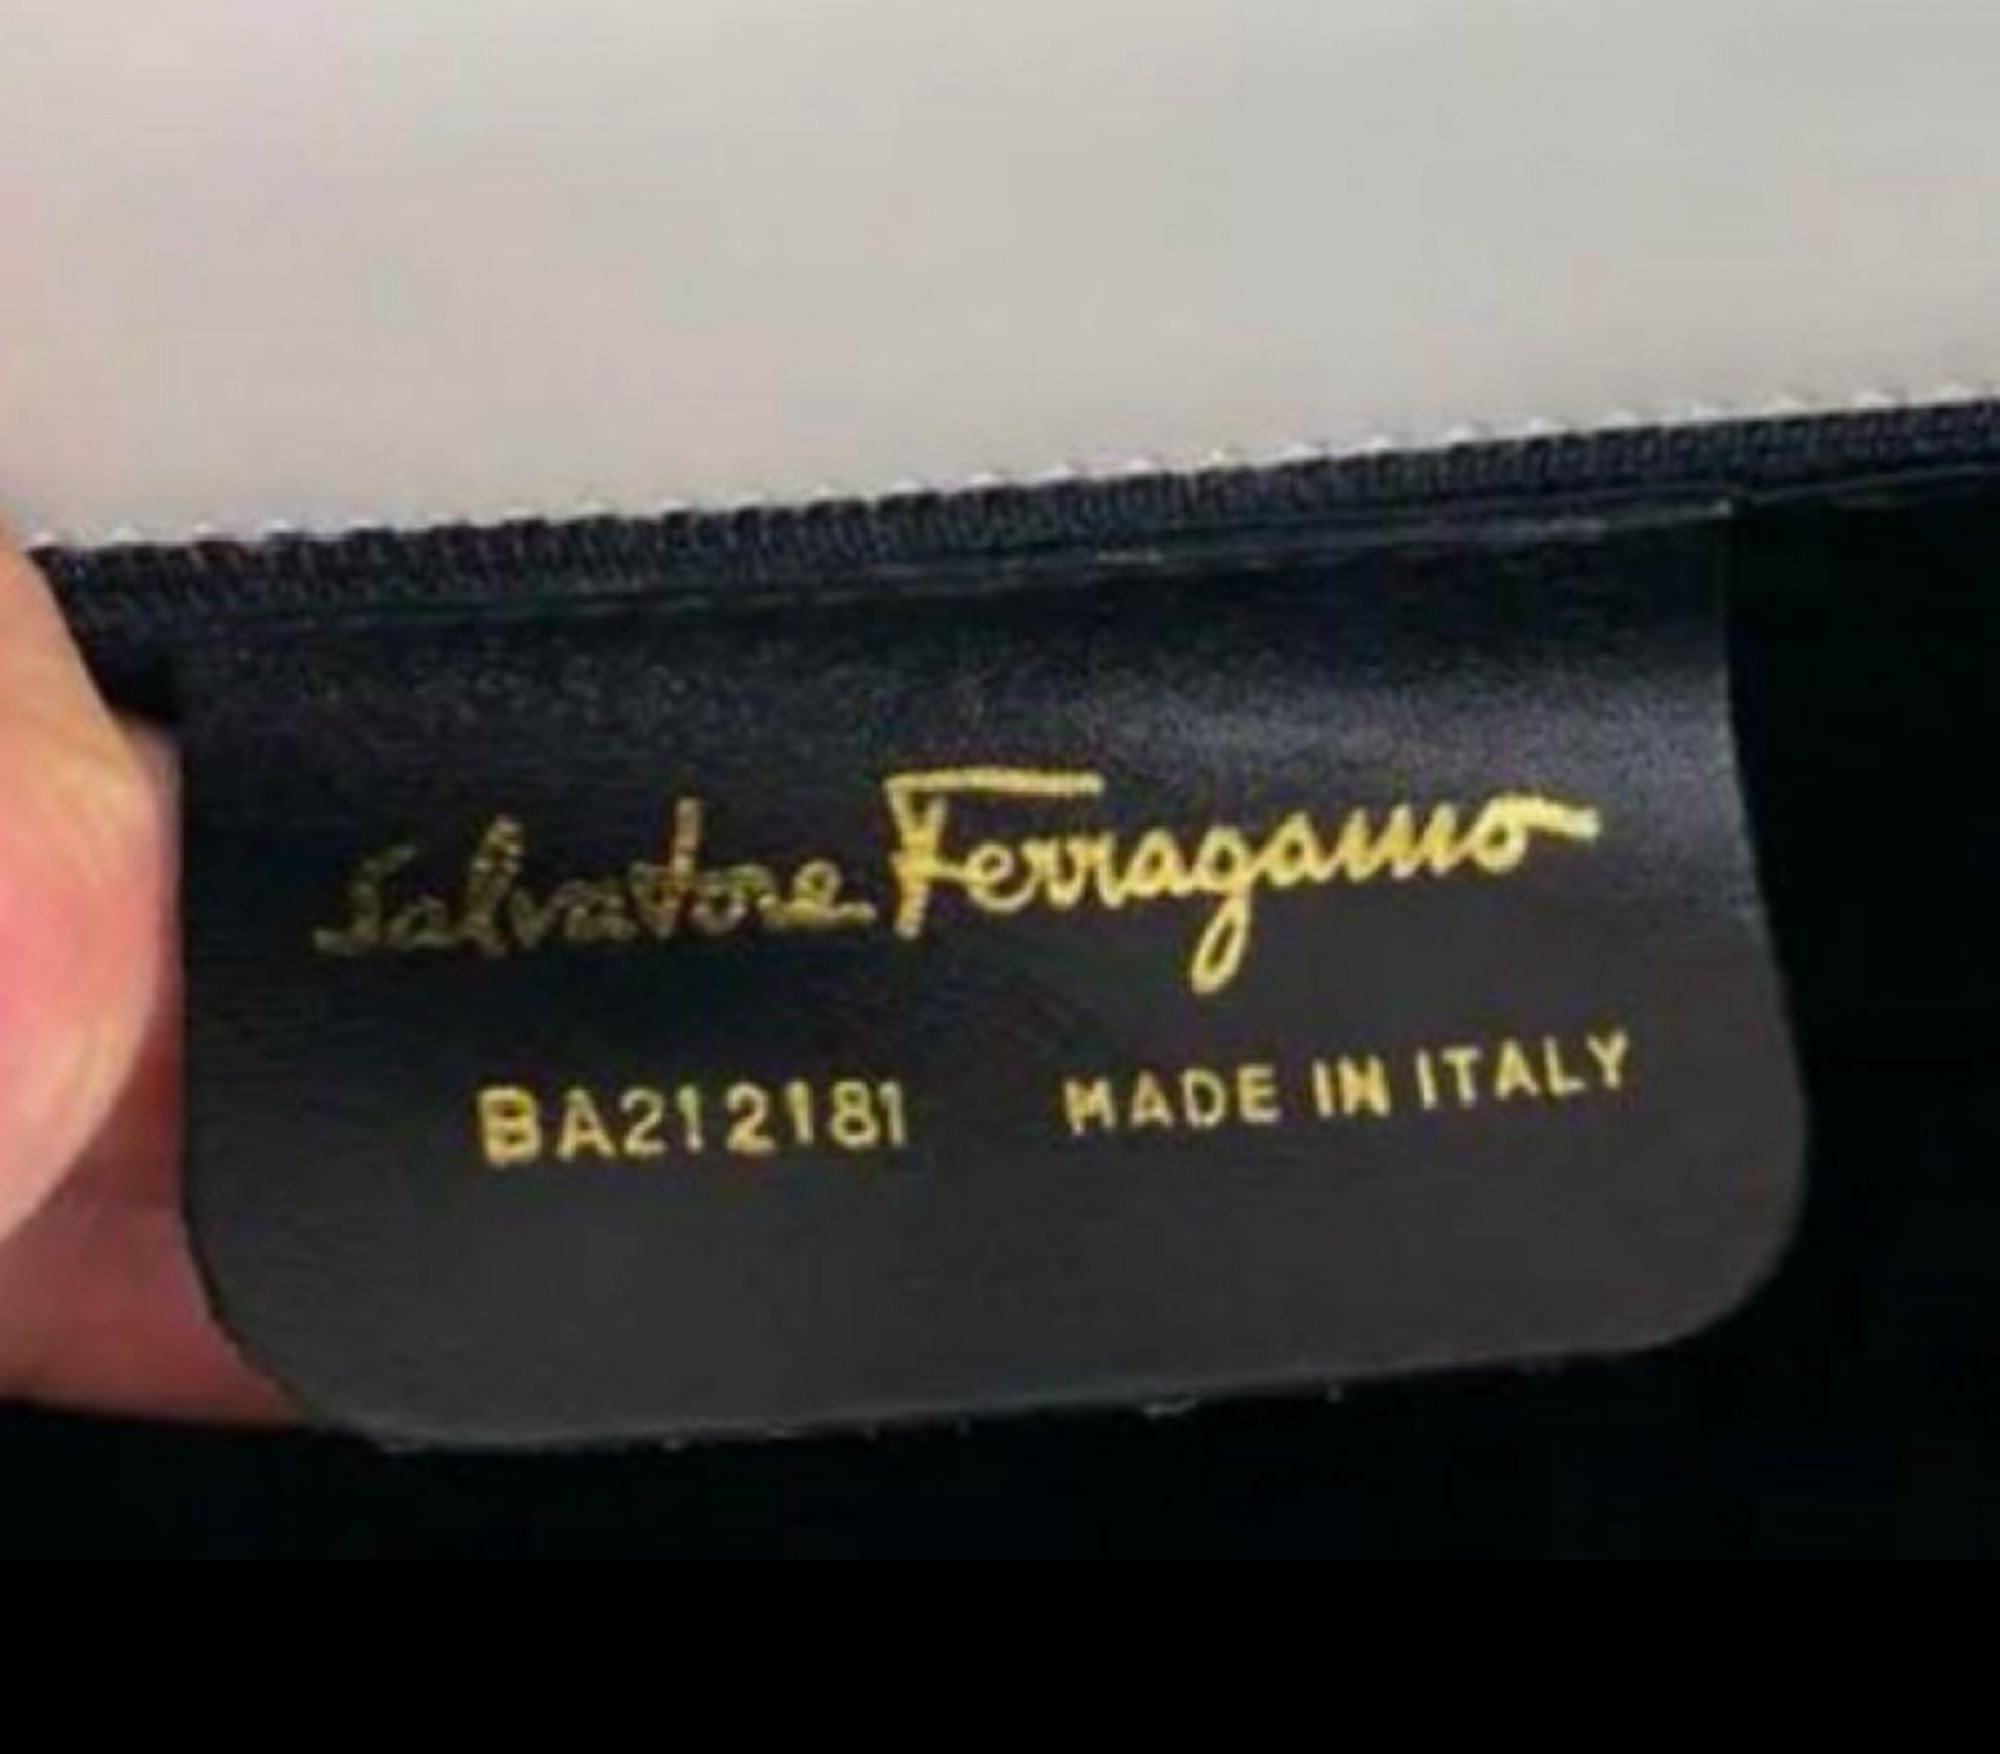 Salvatore Ferragamo
BA212181 MADE IN ITALY